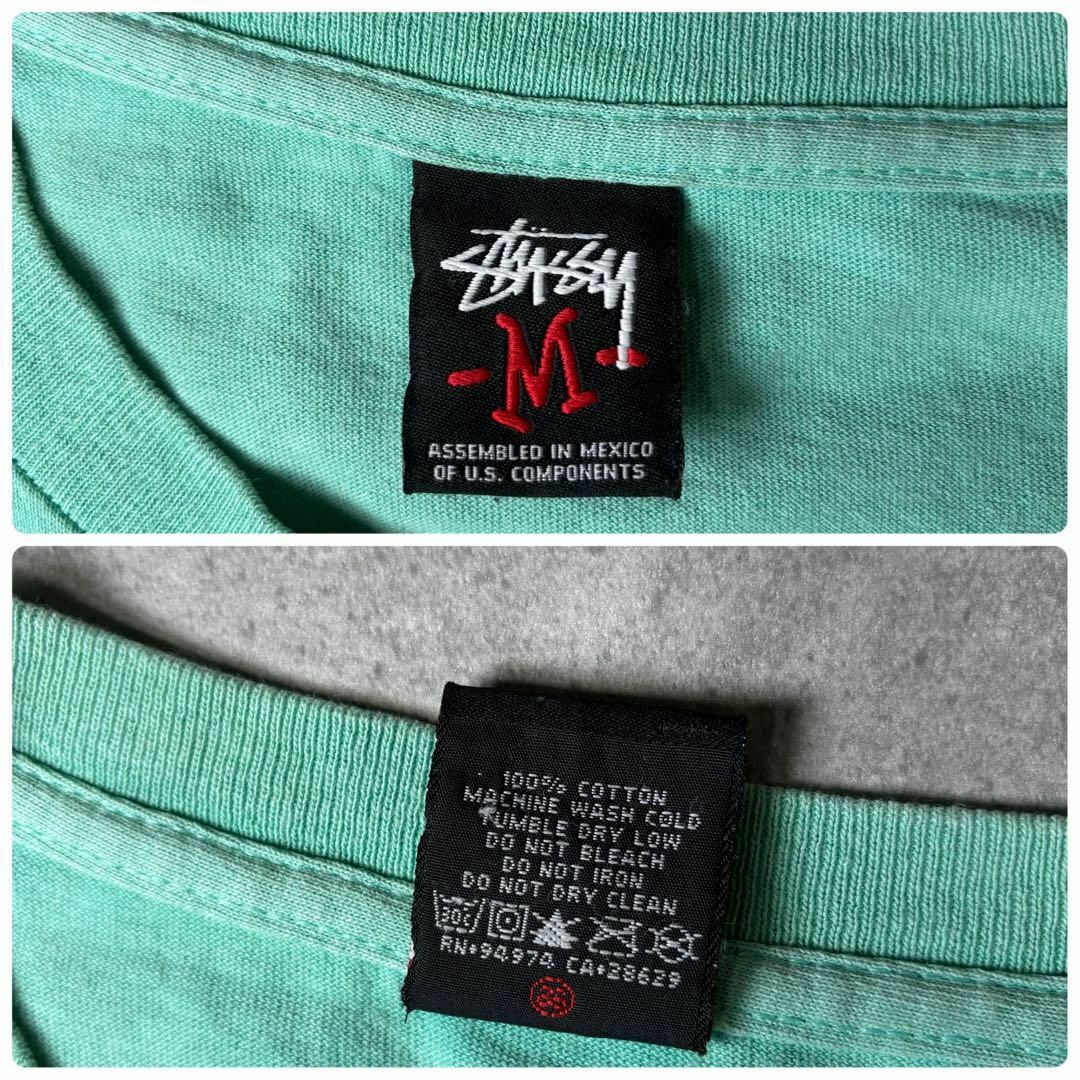 STÜSSY
-M
ASSEMBLED IN MEXICO
OF U.S. COMPONENTS
100% COTTON
MACHINE WASH COLD
TUMBLE DRY LOW
DO NOT BLEACH
DO NOT IRON
DO NOT DRY CLEAN
30C
RN•94974 CA•28629